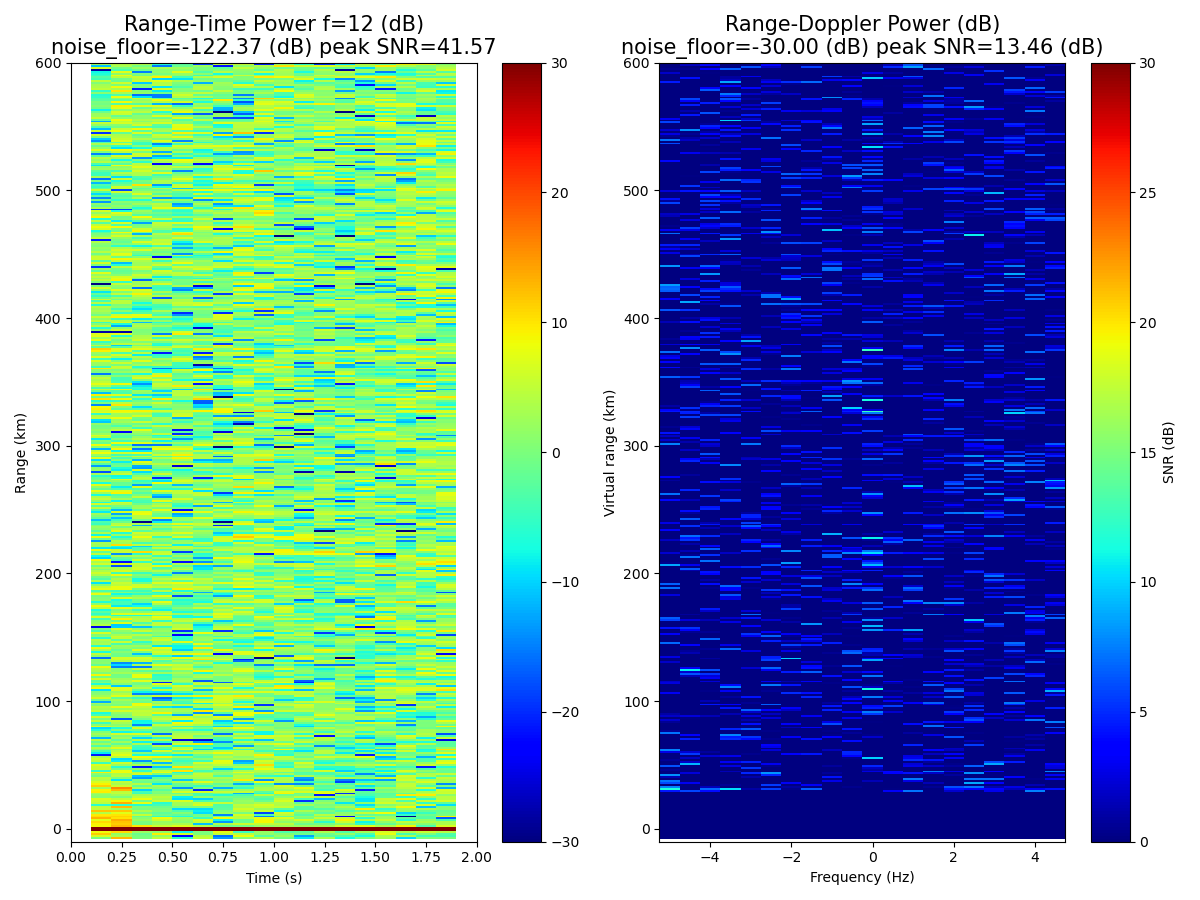 Range-Time Power f=12 (dB)
noise_floor=-122.37 (dB) peak SNR=41.57
600
500
400
300
200
100
0
Range (km)
0.00 0.25 0.50 0.75 1.00 1.25 1.50 1.75 2.00
Time (s)
30
20
10
0
−10
−20
−30
Range-Doppler Power (dB)
noise_floor=-30.00 (dB) peak SNR=13.46 (dB)
600
500
400
300
200
100
0
Virtual range (km)
−4 −2 0 2 4
Frequency (Hz)
30
25
20
15
10
5
0
SNR (dB)